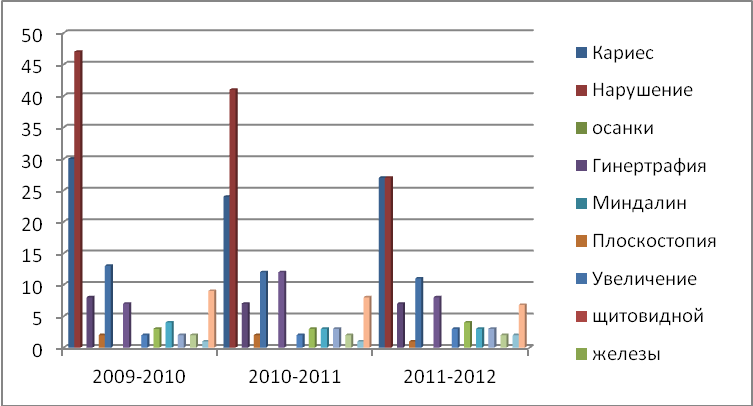 50
45
40
35
30
25
20
15
10
5
0
2009-2010
2010-2011
2011-2012
Кариес
Нарушение
осанки
Гинертрафия
Миндалин
Плоскостопия
Увеличение
щитовидной
железы